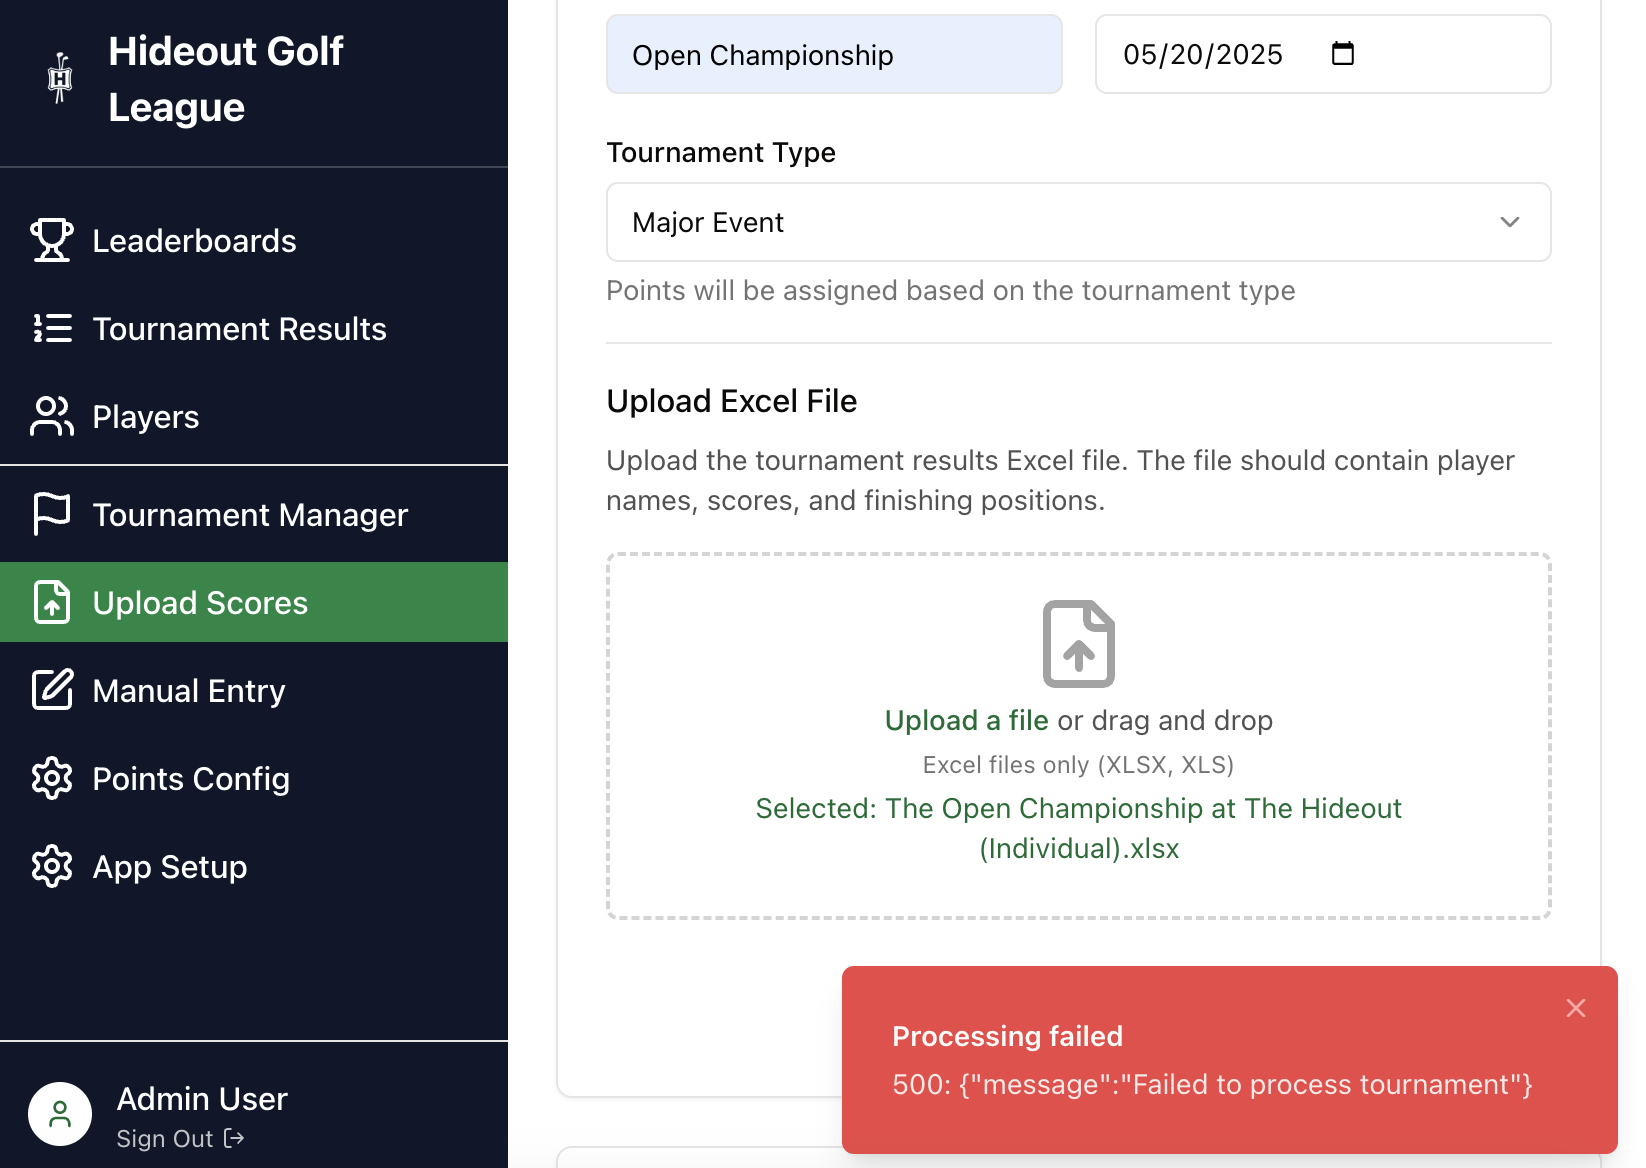 Hideout Golf
League
Leaderboards
Tournament Results
Players
Tournament Manager
Upload Scores
Manual Entry
Points Config
App Setup
Admin User
Sign Out
Open Championship
05/20/2025
Tournament Type
Major Event
Points will be assigned based on the tournament type
Upload Excel File
Upload the tournament results Excel file. The file should contain player
names, scores, and finishing positions.
Upload a file or drag and drop
Excel files only (XLSX, XLS)
Selected: The Open Championship at The Hideout
(Individual).xlsx
Processing failed
500: {"message":"Failed to process tournament"}